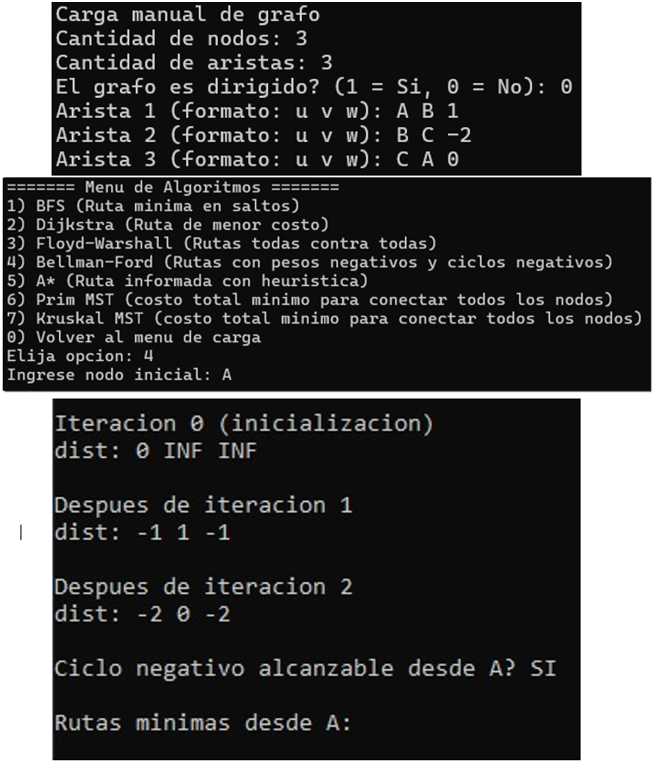 Carga manual de grafo
Cantidad de nodos: 3
Cantidad de aristas: 3
El grafo es dirigido? (1 = Si, 0 = No): 0
Arista 1 (formato: u v w): A B 1
Arista 2 (formato: u v w): B C -2
Arista 3 (formato: u v w): C A 0
======= Menu de Algoritmos =======
1) BFS (Ruta minima en saltos)
2) Dijkstra (Ruta de menor costo)
3) Floyd-Warshall (Rutas todas contra todas)
4) Bellman-Ford (Rutas con pesos negativos y ciclos negativos)
5) A* (Ruta informada con heuristica)
6) Prim MST (costo total minimo para conectar todos los nodos)
7) Kruskal MST (costo total minimo para conectar todos los nodos)
0) Volver al menu de carga
Elija opcion: 4
Ingrese nodo inicial: A
Iteracion 0 (inicializacion)
dist: 0 INF INF
Despues de iteracion 1
dist: -1 1 -1
Despues de iteracion 2
dist: -2 0 -2
Ciclo negativo alcanzable desde A? SI
Rutas minimas desde A: